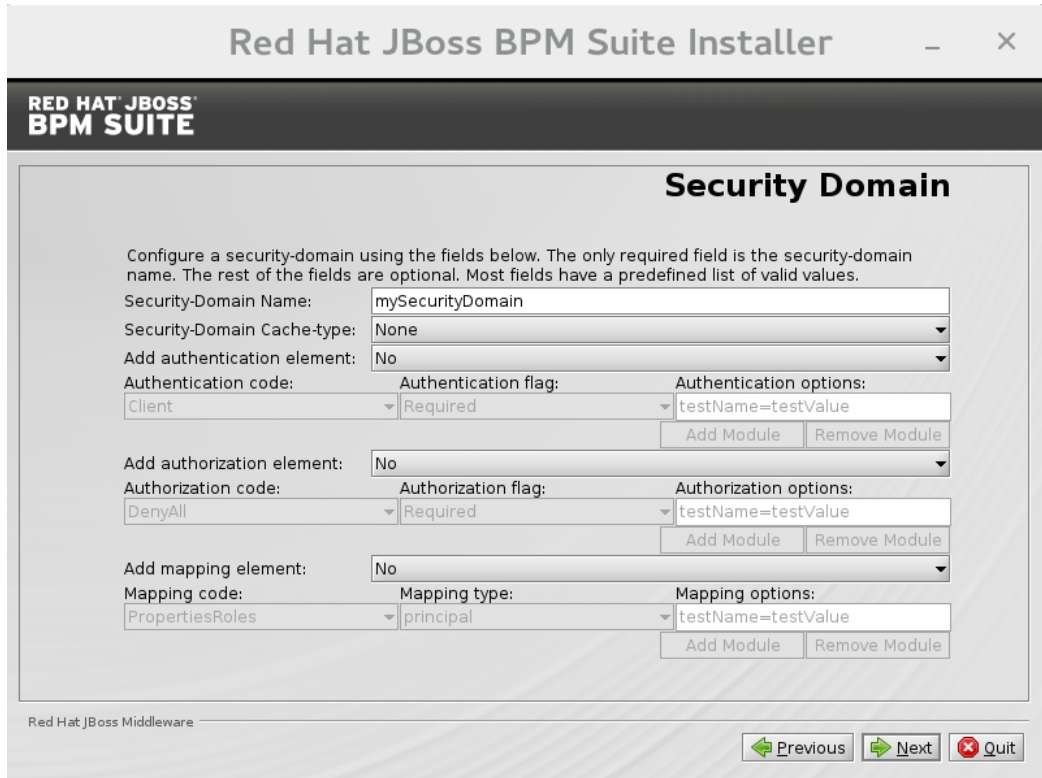 Red Hat JBoss BPM Suite Installer
RED HAT JBOSS
BPM SUITE
Security Domain
Configure a security-domain using the fields below. The only required field is the security-domain
name. The rest of the fields are optional. Most fields have a predefined list of valid values.
Security-Domain Name: mySecurityDomain
Security-Domain Cache-type: None
Add authentication element: No
Authentication code: Authentication flag: Authentication options:
Client Required testName=testValue
Add Module Remove Module
Add authorization element: No
Authorization code: Authorization flag: Authorization options:
DenyAll Required testName=testValue
Add Module Remove Module
Add mapping element: No
Mapping code: Mapping type: Mapping options:
PropertiesRoles principal testName=testValue
Add Module Remove Module
Red Hat JBoss Middleware
Previous Next Quit